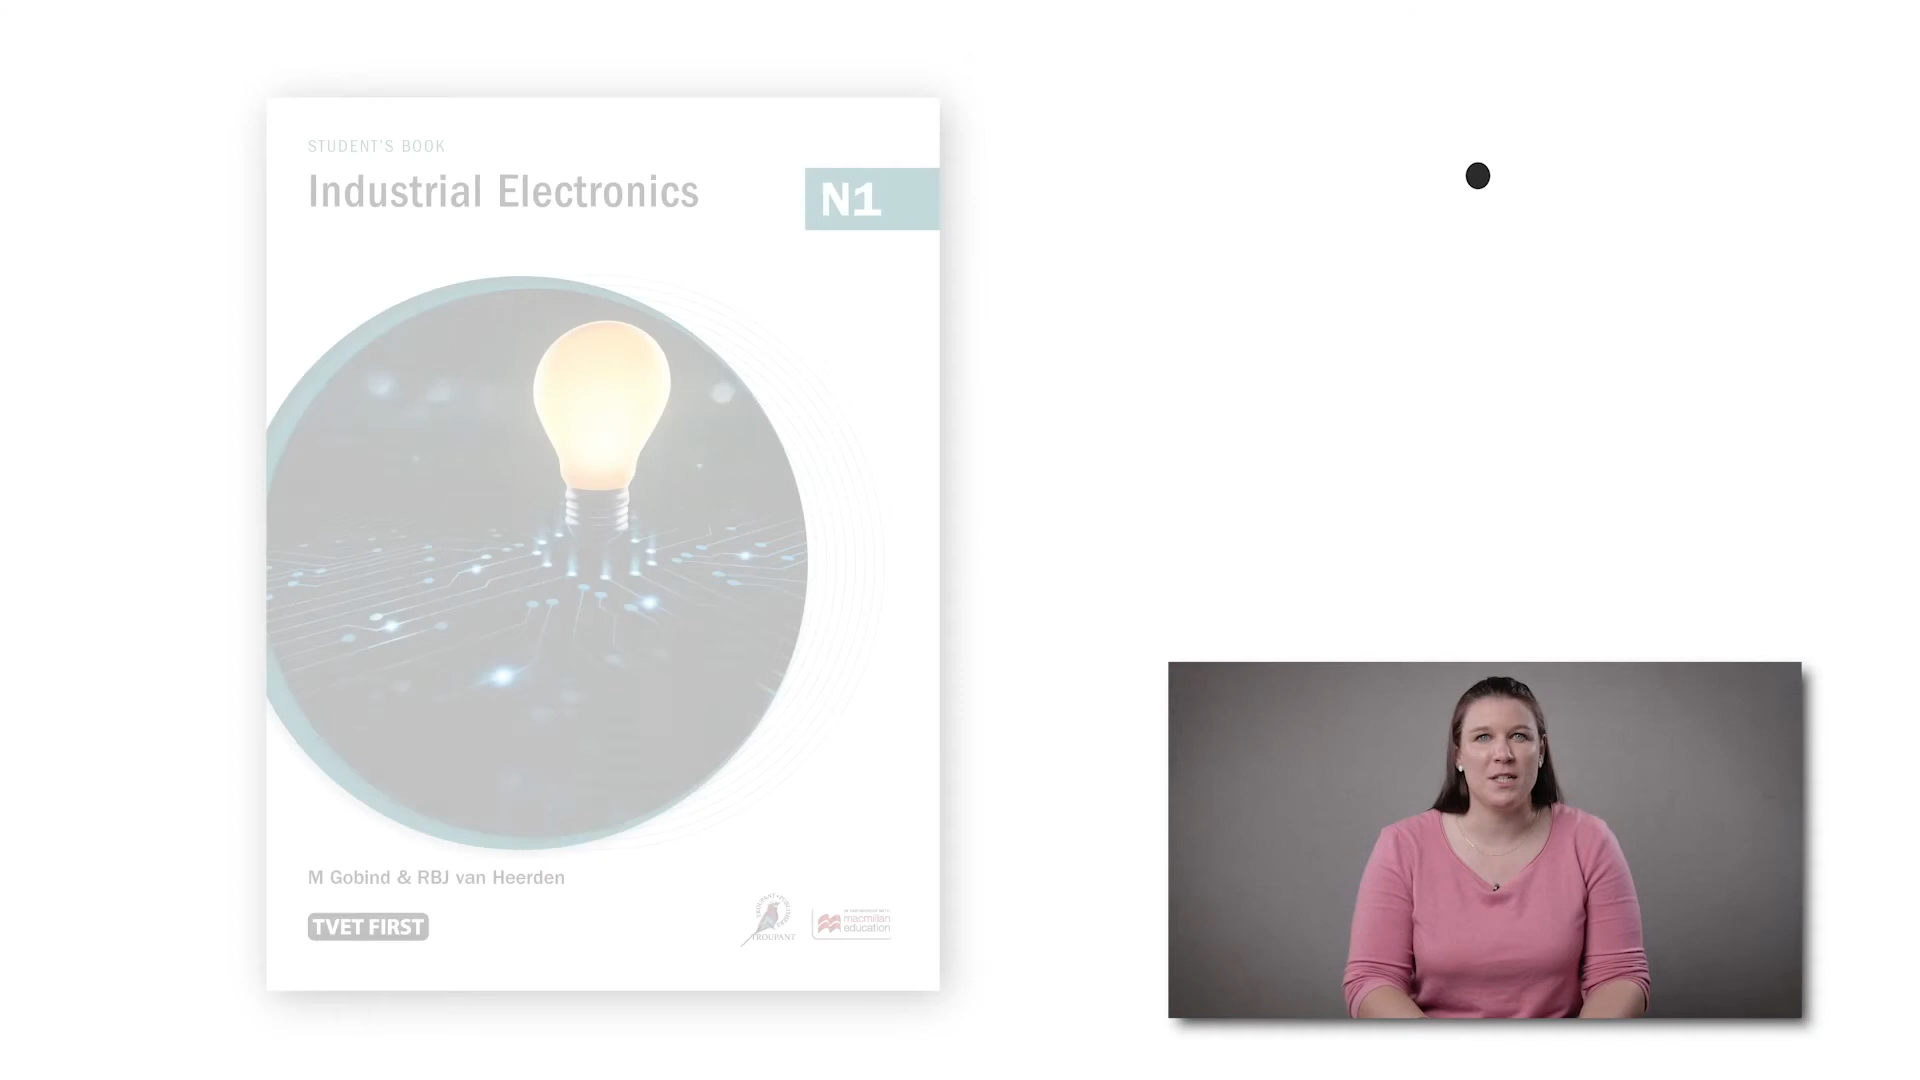 STUDENT'S BOOK
Industrial Electronics
N1
M Gobind & RBJ van Heerden
TVET FIRST
TROUPANT
macmillan
education